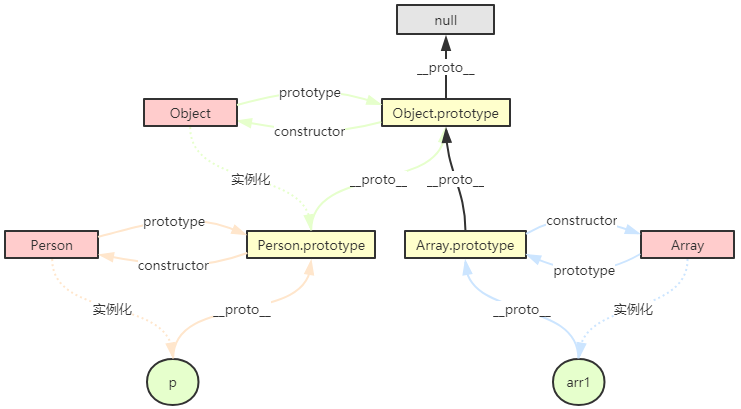 null
__proto__
prototype
Object
Object.prototype
constructor
实例化
__proto__
__proto__
prototype
constructor
Person
Person.prototype
Array.prototype
Array
constructor
prototype
实例化
__proto__
__proto__
实例化
p
arr1